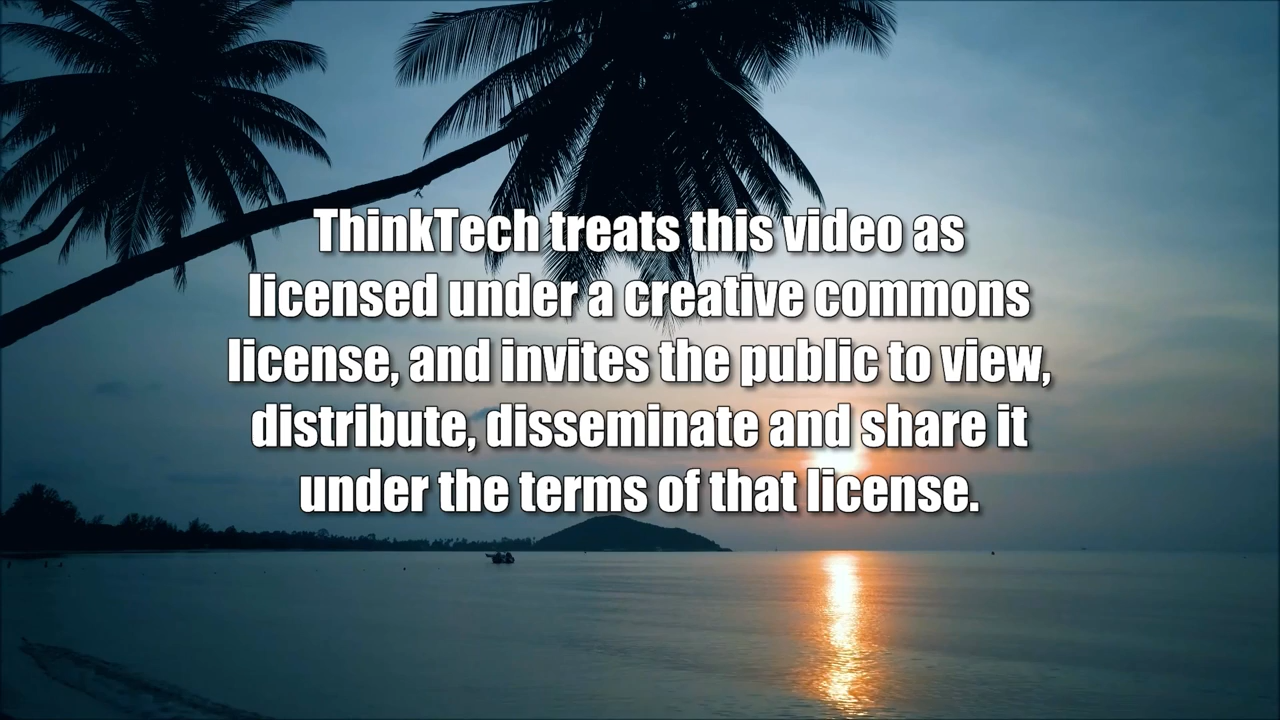 ThinkTech treats this video as
licensed under a creative commons
license, and invites the public to view,
distribute, disseminate and share it
under the terms of that license.